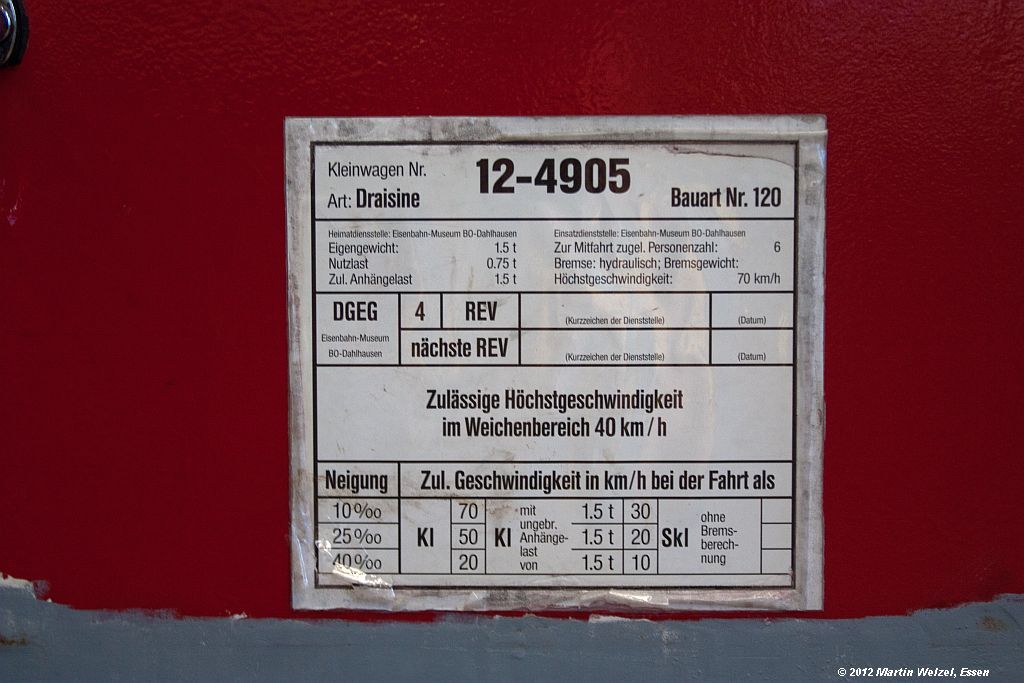 Kleinwagen Nr. 12-4905
Art: Draisine Bauart Nr. 120
Heimatdienststelle: Eisenbahn-Museum BO-Dahlhausen
Eigengewicht: 1.5 t
Nutzlast 0.75 t
Zul. Anhängelast 1.5 t
Einsatzdienststelle: Eisenbahn-Museum BO-Dahlhausen
Zur Mitfahrt zugel. Personenzahl: 6
Bremse: hydraulisch; Bremsgewicht:
Höchstgeschwindigkeit: 70 km/h
DGEG 4 REV (Kurzzeichen der Dienststelle) (Datum)
Eisenbahn-Museum
BO-Dahlhausen
nächste REV (Kurzzeichen der Dienststelle) (Datum)
Zulässige Höchstgeschwindigkeit
im Weichenbereich 40 km/h
Neigung Zul. Geschwindigkeit in km/h bei der Fahrt als
10‰ 70 1.5 t 30
25‰ Kl 50 Kl 1.5 t 20 Skl
40‰ 20 1.5 t 10
mit
ungebr.
Anhänge-
last
von
ohne
Brems-
berech-
nung
© 2012 Martin Welzel, Essen